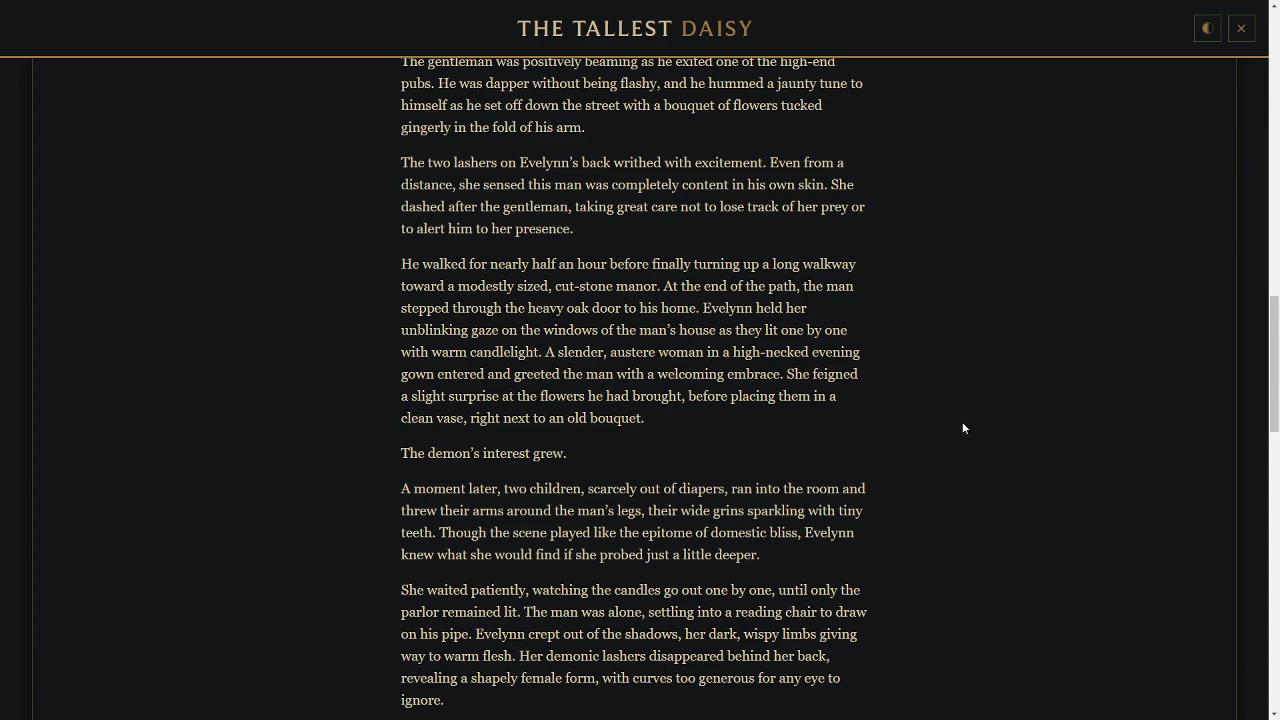 THE TALLEST DAISY
The gentleman was positively beaming as he exited one of the high-end
pubs. He was dapper without being flashy, and he hummed a jaunty tune to
himself as he set off down the street with a bouquet of flowers tucked
gingerly in the fold of his arm.
The two lashers on Evelynn’s back writhed with excitement. Even from a
distance, she sensed this man was completely content in his own skin. She
dashed after the gentleman, taking great care not to lose track of her prey or
to alert him to her presence.
He walked for nearly half an hour before finally turning up a long walkway
toward a modestly sized, cut-stone manor. At the end of the path, the man
stepped through the heavy oak door to his home. Evelynn held her
unblinking gaze on the windows of the man’s house as they lit one by one
with warm candlelight. A slender, austere woman in a high-necked evening
gown entered and greeted the man with a welcoming embrace. She feigned
a slight surprise at the flowers he had brought, before placing them in a
clean vase, right next to an old bouquet.
The demon’s interest grew.
A moment later, two children, scarcely out of diapers, ran into the room and
threw their arms around the man’s legs, their wide grins sparkling with tiny
teeth. Though the scene played like the epitome of domestic bliss, Evelynn
knew what she would find if she probed just a little deeper.
She waited patiently, watching the candles go out one by one, until only the
parlor remained lit. The man was alone, settling into a reading chair to draw
on his pipe. Evelynn crept out of the shadows, her dark, wispy limbs giving
way to warm flesh. Her demonic lashers disappeared behind her back,
revealing a shapely female form, with curves too generous for any eye to
ignore.